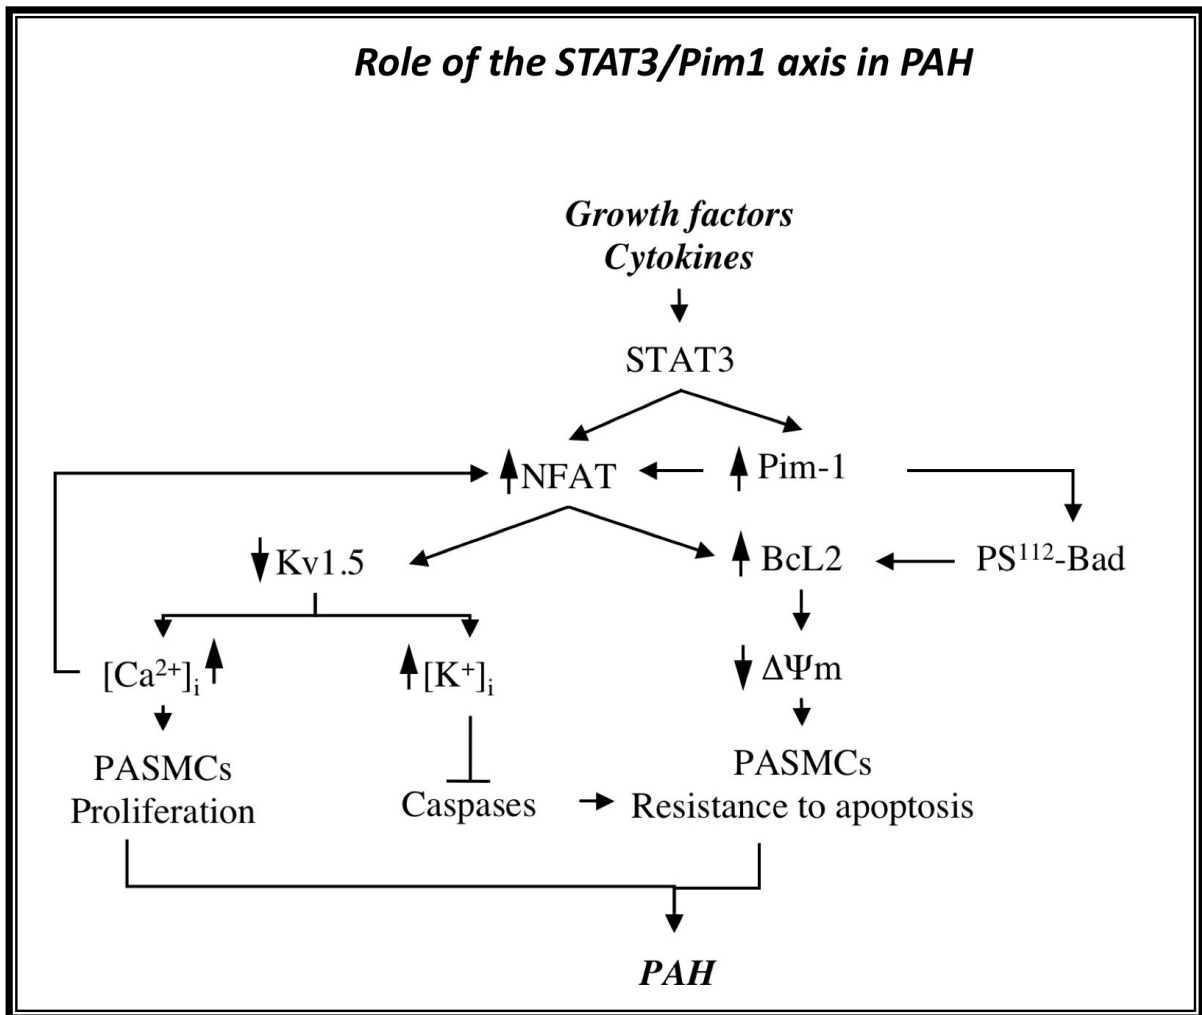 Role of the STAT3/Pim1 axis in PAH
Growth factors
Cytokines
STAT3
NFAT
Pim-1
Kv1.5
BcL2
PS¹¹²-Bad
[Ca²⁺]ᵢ
[K⁺]ᵢ
ΔΨm
PASMCs
Proliferation
Caspases
PASMCs
Resistance to apoptosis
PAH